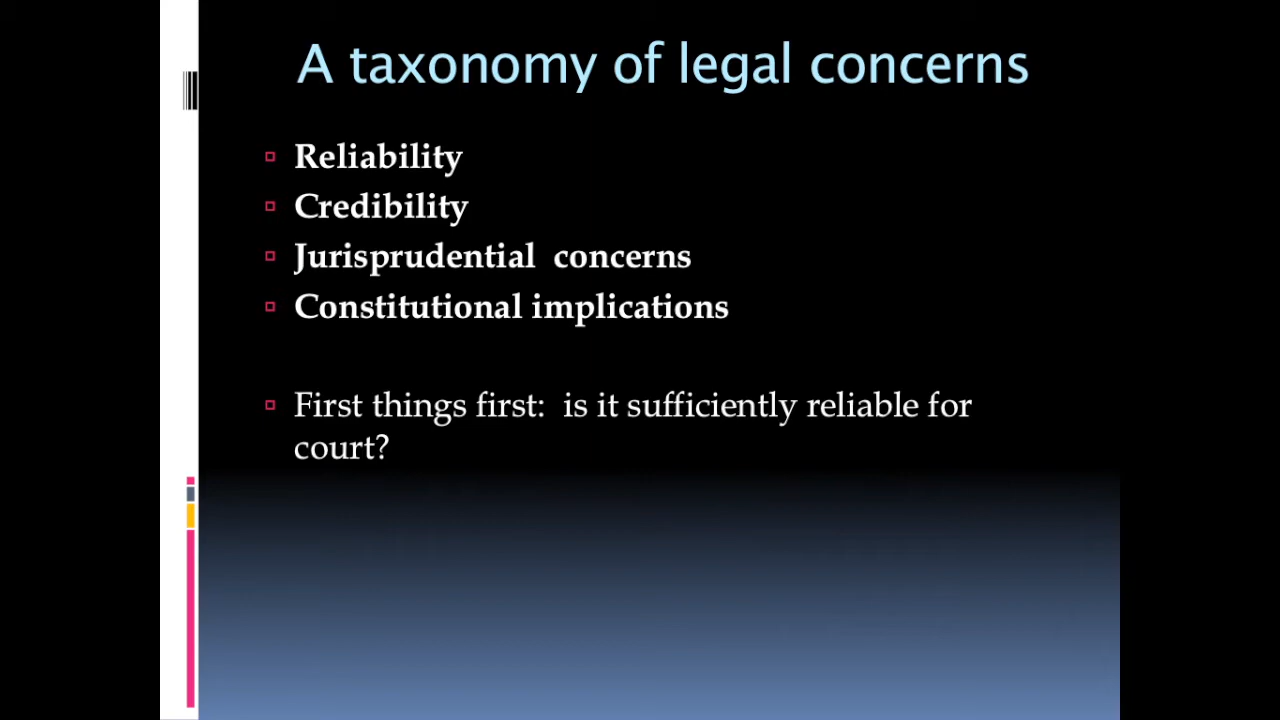 A taxonomy of legal concerns
Reliability
Credibility
Jurisprudential concerns
Constitutional implications
First things first: is it sufficiently reliable for
court?